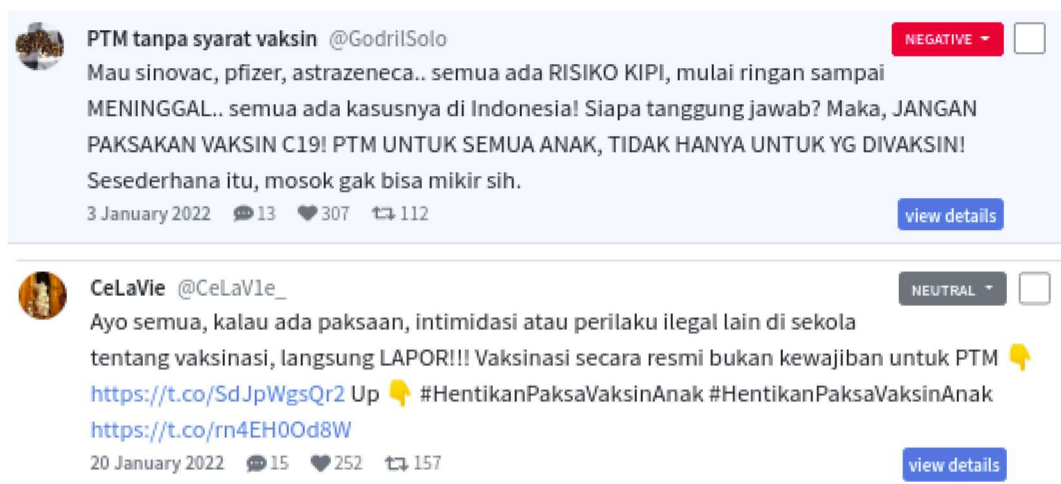 PTM tanpa syarat vaksin @GodrilSolo NEGATIVE
Mau sinovac, pfizer, astrazeneca.. semua ada RISIKO KIPI, mulai ringan sampai
MENINGGAL.. semua ada kasusnya di Indonesia! Siapa tanggung jawab? Maka, JANGAN
PAKSAKAN VAKSIN C19! PTM UNTUK SEMUA ANAK, TIDAK HANYA UNTUK YG DIVAKSIN!
Sesederhana itu, mosok gak bisa mikir sih.
3 January 2022 13 307 112 view details
CeLaVie @CeLaV1e_ NEUTRAL
Ayo semua, kalau ada paksaan, intimidasi atau perilaku ilegal lain di sekola
tentang vaksinasi, langsung LAPOR!!! Vaksinasi secara resmi bukan kewajiban untuk PTM 👇
https://t.co/SdJpWgsQr2 Up 👇 #HentikanPaksaVaksinAnak #HentikanPaksaVaksinAnak
https://t.co/rn4EH0Od8W
20 January 2022 15 252 157 view details